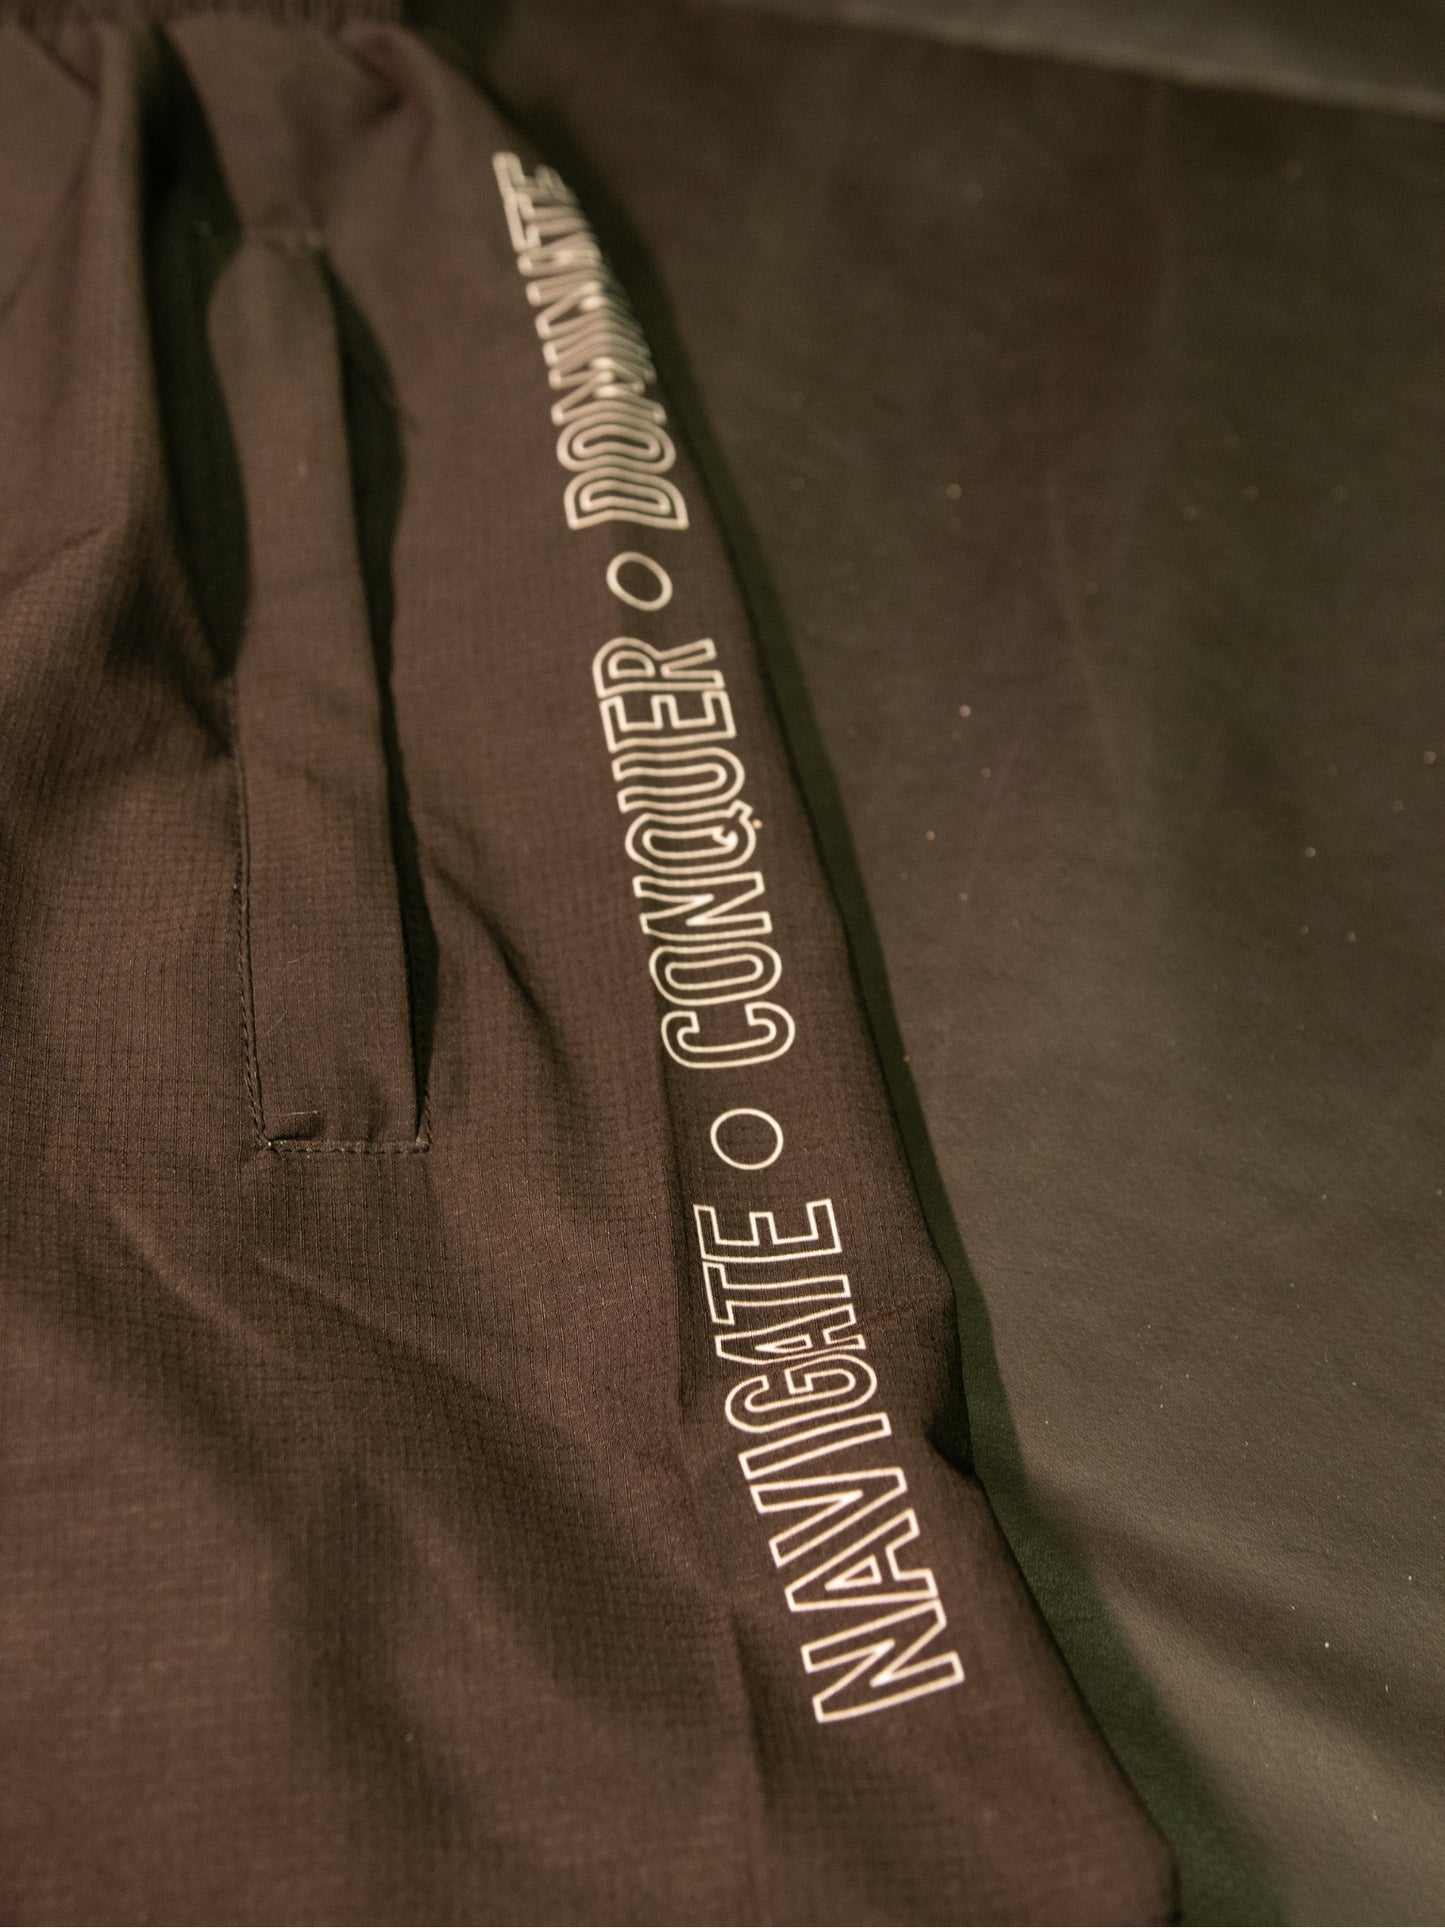 NAVIGATE ○ CONQUER ○ DOMINATE